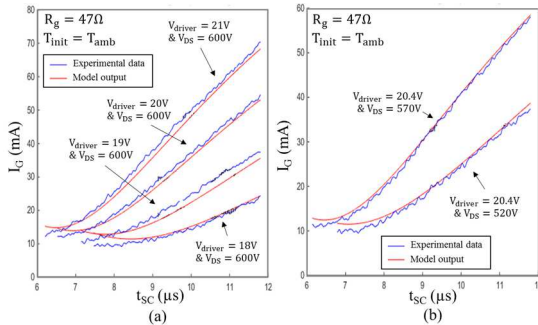 R_g = 47Ω
T_init = T_amb
Experimental data
Model output
V_driver = 21V
& V_DS = 600V
V_driver = 20V
& V_DS = 600V
V_driver = 19V
& V_DS = 600V
V_driver = 18V
& V_DS = 600V
I_G (mA)
80
70
60
50
40
30
20
10
0
6 7 8 9 10 11 12
t_SC (µs)
(a)
R_g = 47Ω
T_init = T_amb
V_driver = 20.4V
& V_DS = 570V
V_driver = 20.4V
& V_DS = 520V
Experimental data
Model output
I_G (mA)
60
50
40
30
20
10
0
6 7 8 9 10 11 12
t_SC (µs)
(b)